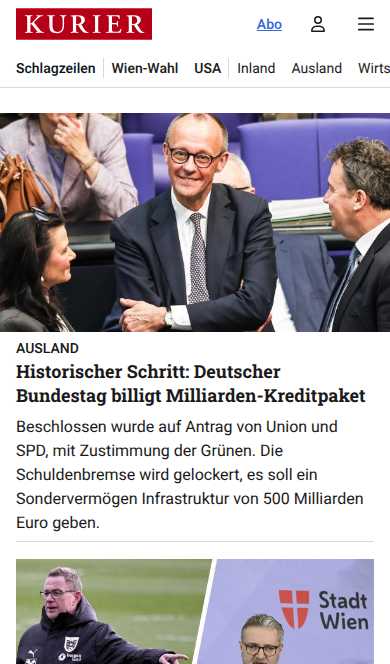 KURIER
Abo
Schlagzeilen Wien-Wahl USA Inland Ausland Wirts
AUSLAND
Historischer Schritt: Deutscher
Bundestag billigt Milliarden-Kreditpaket
Beschlossen wurde auf Antrag von Union und
SPD, mit Zustimmung der Grünen. Die
Schuldenbremse wird gelockert, es soll ein
Sondervermögen Infrastruktur von 500 Milliarden
Euro geben.
Stadt
Wien